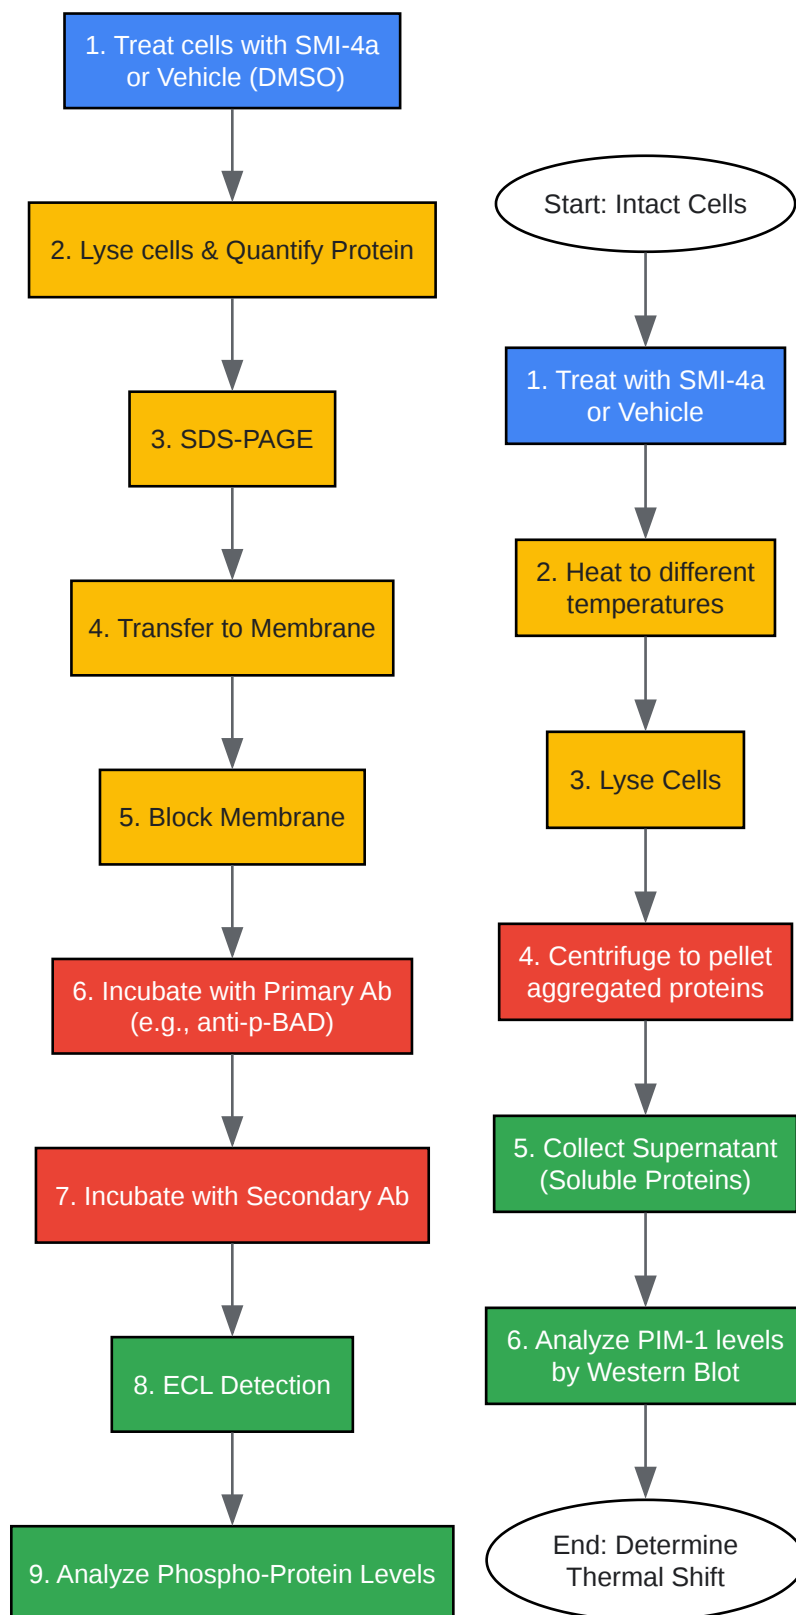 1. Treat cells with SMI-4a
or Vehicle (DMSO)
2. Lyse cells & Quantify Protein
3. SDS-PAGE
4. Transfer to Membrane
5. Block Membrane
6. Incubate with Primary Ab
(e.g., anti-p-BAD)
7. Incubate with Secondary Ab
8. ECL Detection
9. Analyze Phospho-Protein Levels
Start: Intact Cells
1. Treat with SMI-4a
or Vehicle
2. Heat to different
temperatures
3. Lyse Cells
4. Centrifuge to pellet
aggregated proteins
5. Collect Supernatant
(Soluble Proteins)
6. Analyze PIM-1 levels
by Western Blot
End: Determine
Thermal Shift